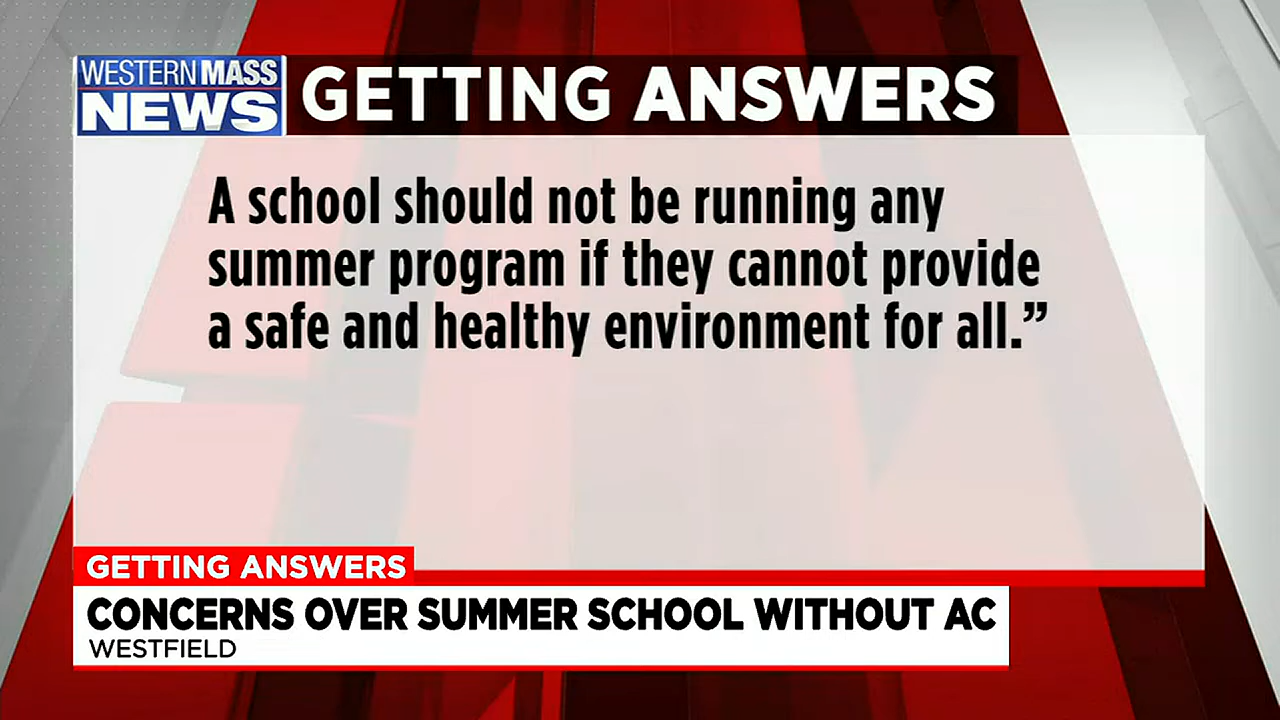 WESTERN MASS
NEWS
GETTING ANSWERS
A school should not be running any
summer program if they cannot provide
a safe and healthy environment for all.”
GETTING ANSWERS
CONCERNS OVER SUMMER SCHOOL WITHOUT AC
WESTFIELD